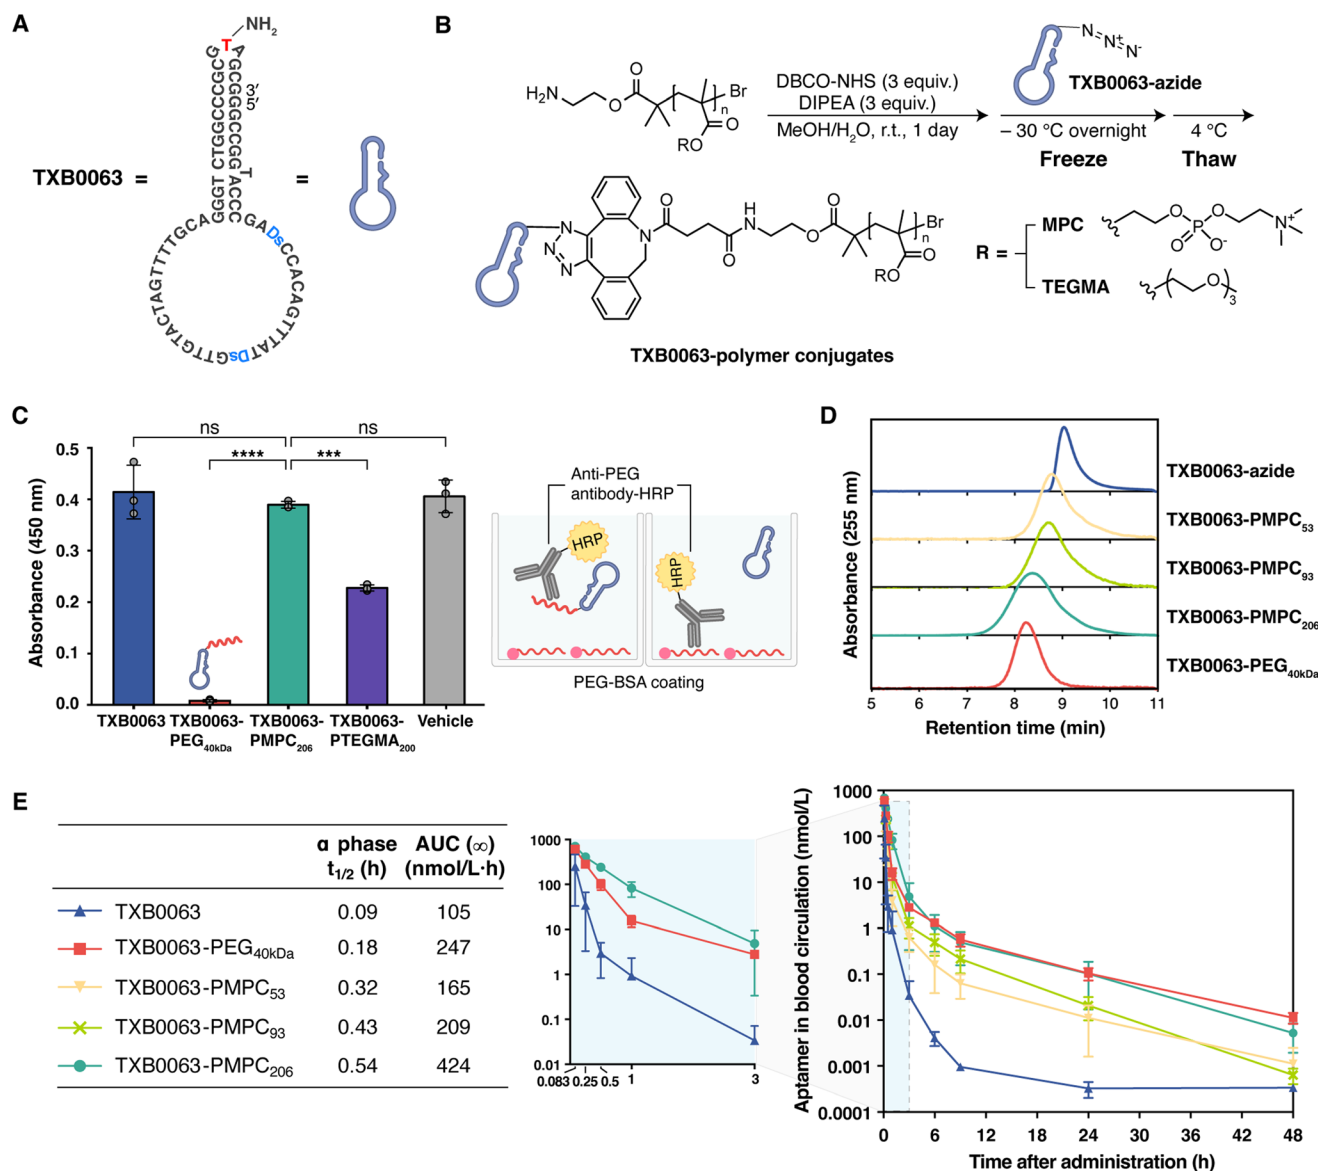 A
NH2
G T A
GCGGGGCCGG T ACCC
3'
5'
GGGT CTGTCGGCCCCGC
TXB0063 =
=
GADsCCACAGTTTATDsGTTGTACTAGTTTTGCA
B
H2N
O
O
Br
n
RO
O
DBCO-NHS (3 equiv.)
DIPEA (3 equiv.)
MeOH/H2O, r.t., 1 day
N=N+=N-
TXB0063-azide
– 30 °C overnight
Freeze
4 °C
Thaw
N
N
N
N
O
O
H
N
O
O
Br
n
RO
O
R =
MPC
O
P
O
O
O-
N+
TEGMA
O
3
TXB0063-polymer conjugates
C
Absorbance (450 nm)
0.5
0.4
0.3
0.2
0.1
0.0
ns
ns
****
***
TXB0063
TXB0063-PEG40kDa
TXB0063-PMPC206
TXB0063-PTEGMA200
Vehicle
Anti-PEG
antibody-HRP
HRP
HRP
PEG-BSA coating
D
Absorbance (255 nm)
TXB0063-azide
TXB0063-PMPC53
TXB0063-PMPC93
TXB0063-PMPC206
TXB0063-PEG40kDa
5 6 7 8 9 10 11
Retention time (min)
E
α phase t1/2 (h)
AUC (∞) (nmol/L·h)
TXB0063 0.09 105
TXB0063-PEG40kDa 0.18 247
TXB0063-PMPC53 0.32 165
TXB0063-PMPC93 0.43 209
TXB0063-PMPC206 0.54 424
1000
100
10
1
0.1
0.01
0.083 0.25 0.5 1 3
Aptamer in blood circulation (nmol/L)
1000
100
10
1
0.1
0.01
0.001
0.0001
0 6 12 18 24 30 36 42 48
Time after administration (h)